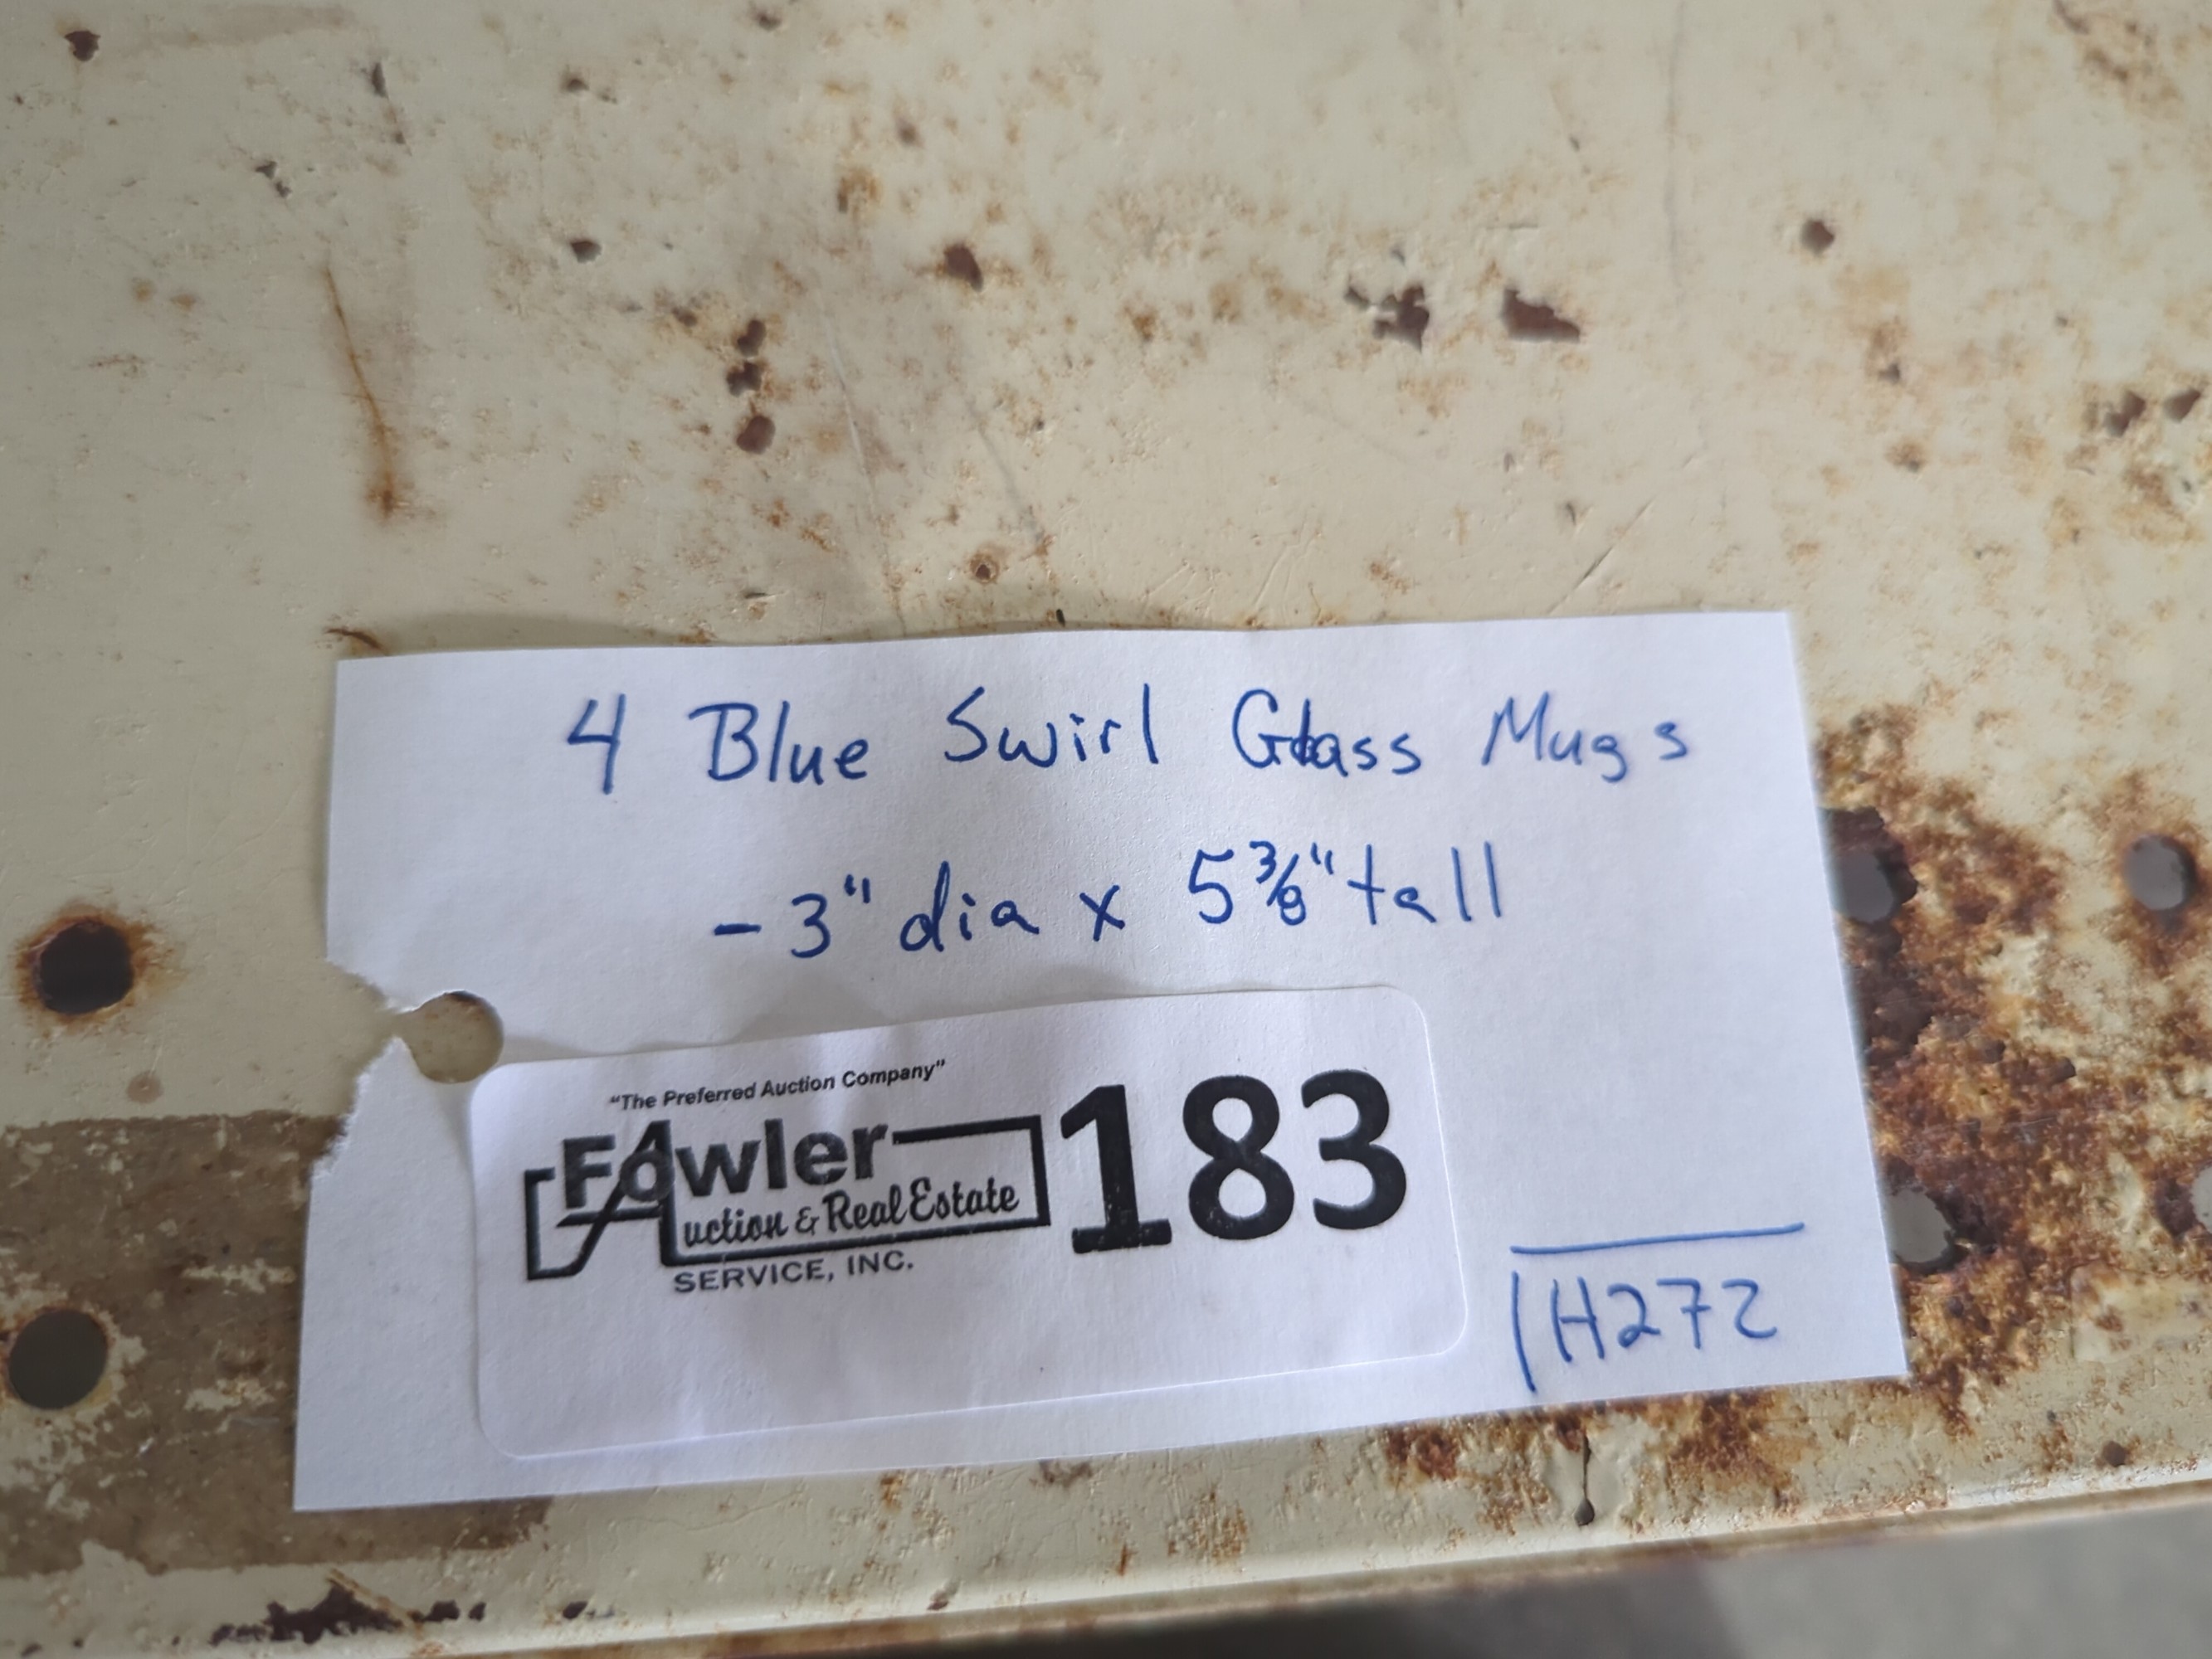 4 Blue Swirl Glass Mugs
- 3" dia x 5 3/8" tall
"The Preferred Auction Company"
Fowler
Auction & Real Estate
SERVICE, INC.
183
H272